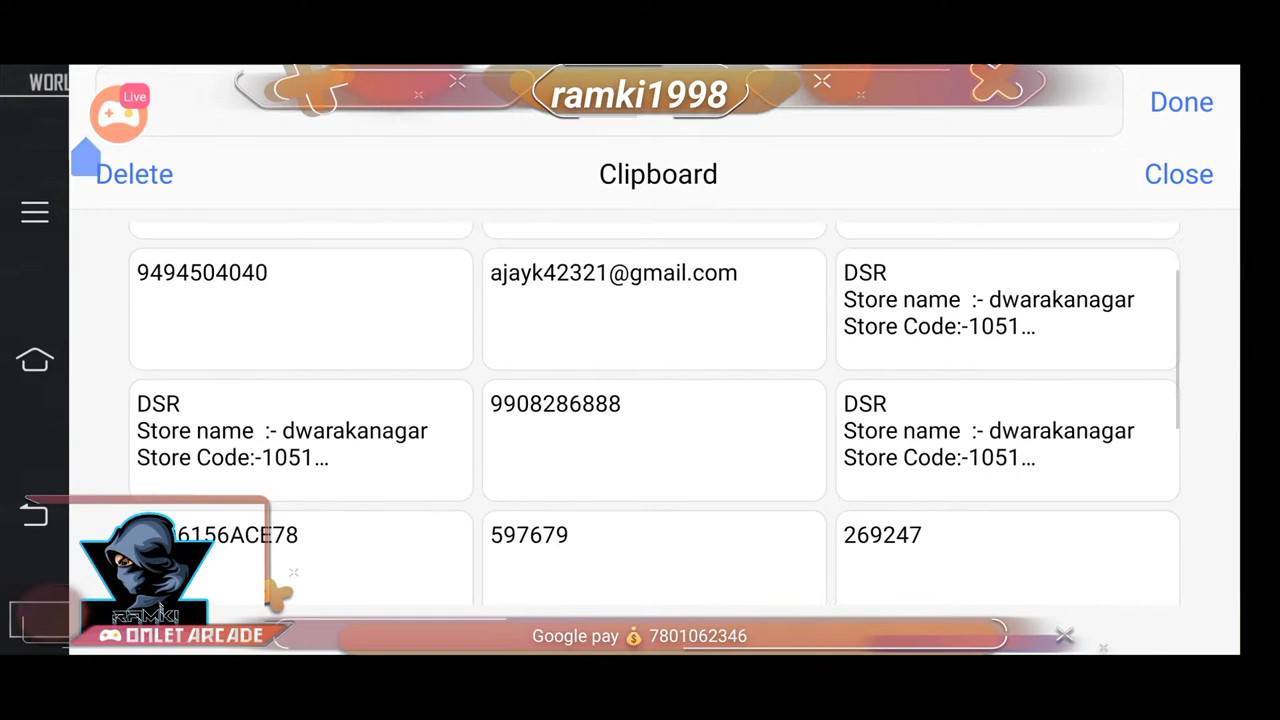 WORL
Live
ramki1998
Done
Delete
Clipboard
Close
9494504040
ajayk42321@gmail.com
DSR
Store name :- dwarakanagar
Store Code:-1051...
DSR
Store name :- dwarakanagar
Store Code:-1051...
9908286888
DSR
Store name :- dwarakanagar
Store Code:-1051...
6156ACE78
597679
269247
RAMKI
OMLET ARCADE
Google pay 💰 7801062346